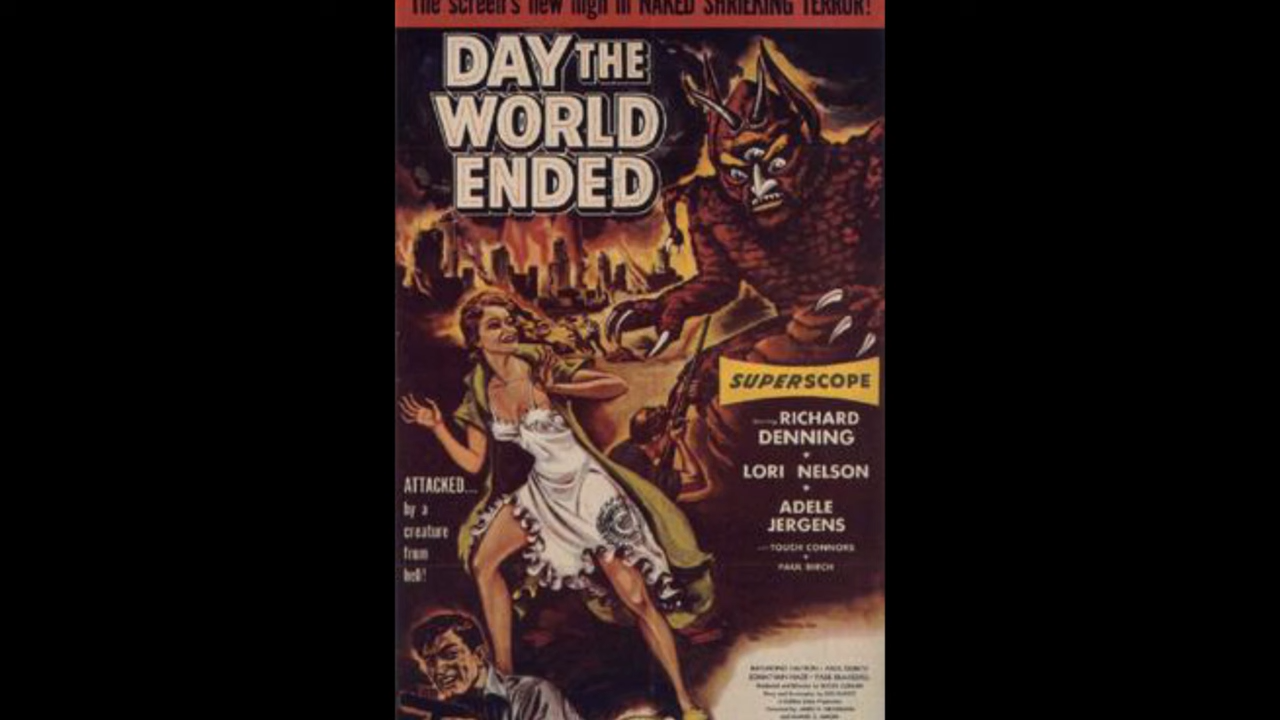 The screen's new high in NAKED SHRIEKING TERROR!
DAY THE
WORLD
ENDED
SUPERSCOPE
RICHARD
DENNING
LORI NELSON
ADELE
JERGENS
TOUCH CONNORS
PAUL BIRCH
ATTACKED...
by a
creature
from
hell!